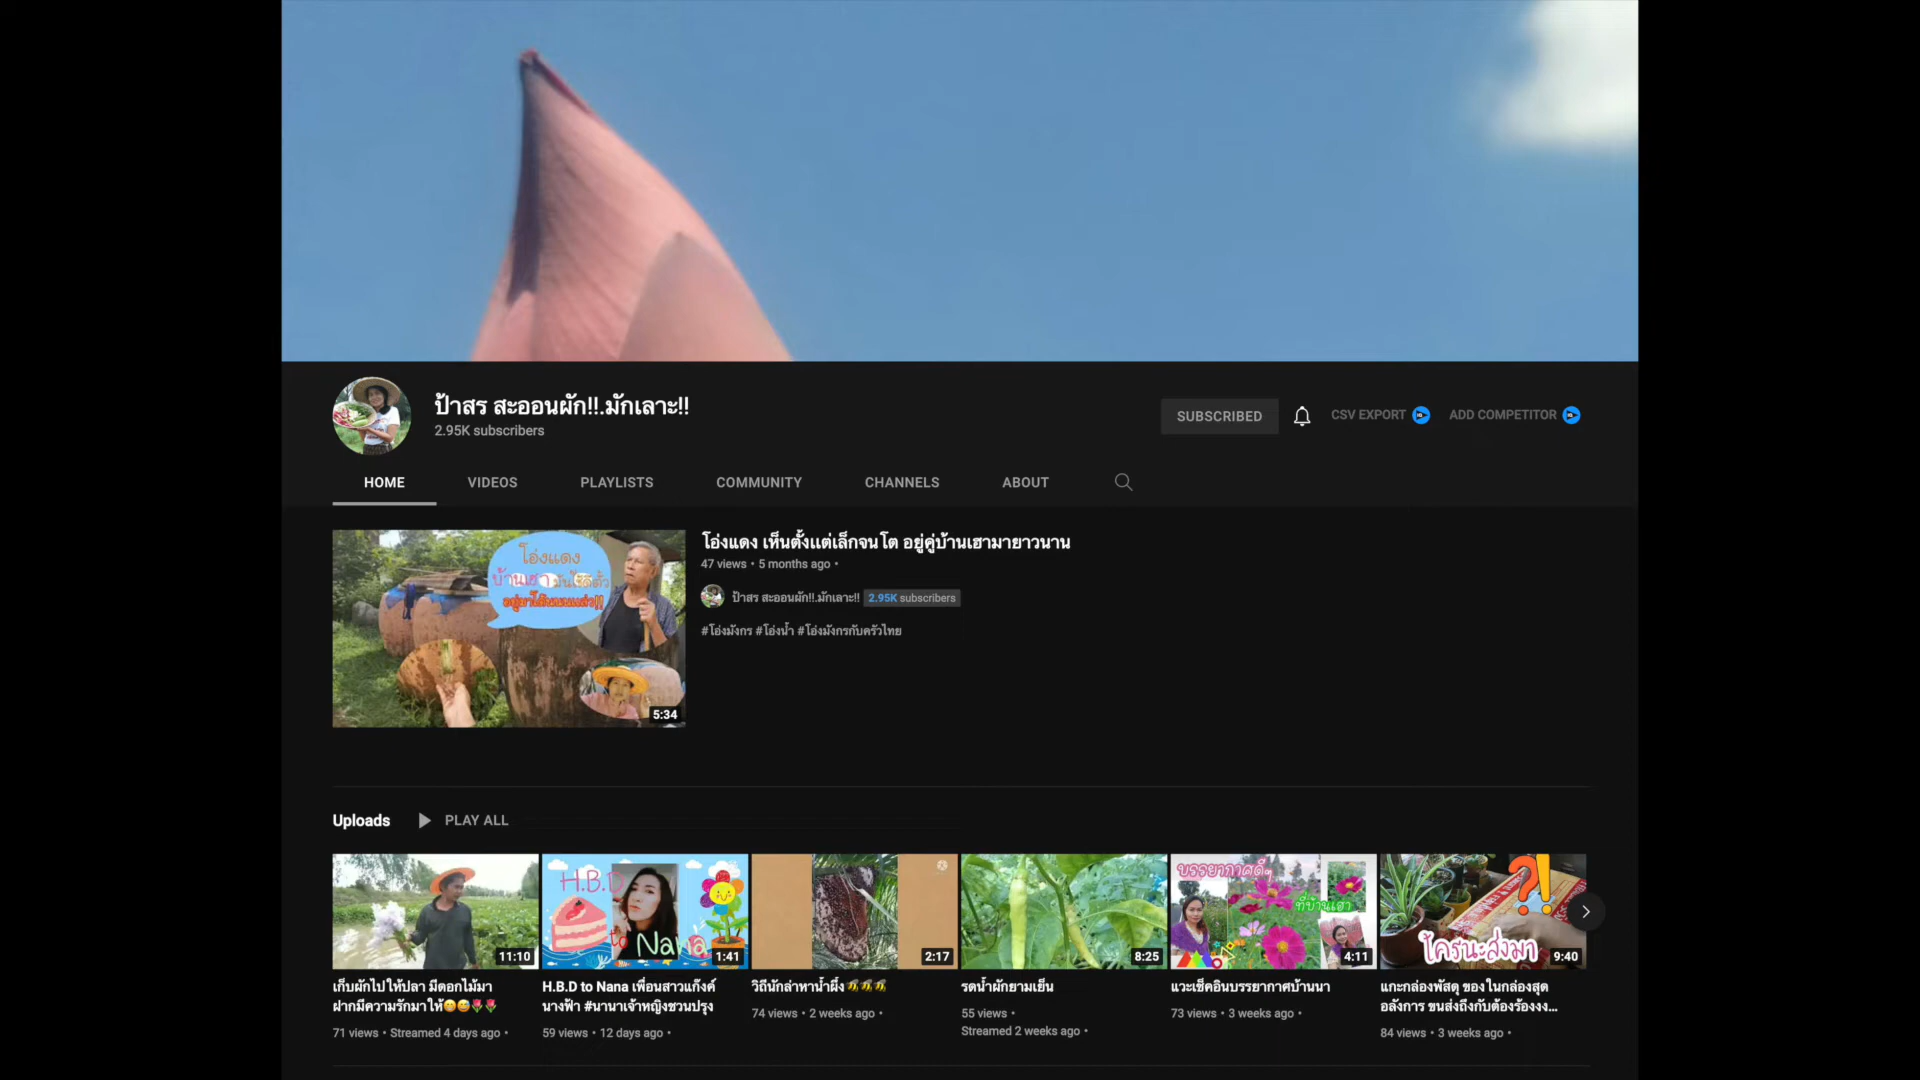 ป้าสร สะออนผัก!!.มักเลาะ!!
2.95K subscribers
SUBSCRIBED
CSV EXPORT
ADD COMPETITOR
HOME
VIDEOS
PLAYLISTS
COMMUNITY
CHANNELS
ABOUT
โอ่งแดง
บ้านเฮา
5:34
โอ่งแดง เห็นตั้งแต่เล็กจนโต อยู่คู่บ้านเฮามายาวนาน
47 views • 5 months ago •
ป้าสร สะออนผัก!!.มักเลาะ!! 2.95K subscribers
#โอ่งมังกร #โอ่งน้ำ #โอ่งมังกรกับครัวไทย
Uploads
PLAY ALL
11:10
H.B.D
to Nana
1:41
2:17
8:25
บรรยากาศดีๆ
ที่บ้านเฮา
4:11
?!
ใครนะส่งมา
9:40
เก็บผักไปให้ปลา มีดอกไม้มา
ฝากมีความรักมาให้😊😅🌷🌷
71 views • Streamed 4 days ago •
H.B.D to Nana เพื่อนสาวแก๊งค์
นางฟ้า #นานาเจ้าหญิงชวนปรุง
59 views • 12 days ago •
วิถีนักล่าหาน้ำผึ้ง🐝🐝🐝
74 views • 2 weeks ago •
รดน้ำผักยามเย็น
55 views •
Streamed 2 weeks ago •
แวะเช็คอินบรรยากาศบ้านนา
73 views • 3 weeks ago •
แกะกล่องพัสดุ ของในกล่องสุด
อลังการ ขนส่งถึงกับต้องร้องงง...
84 views • 3 weeks ago •